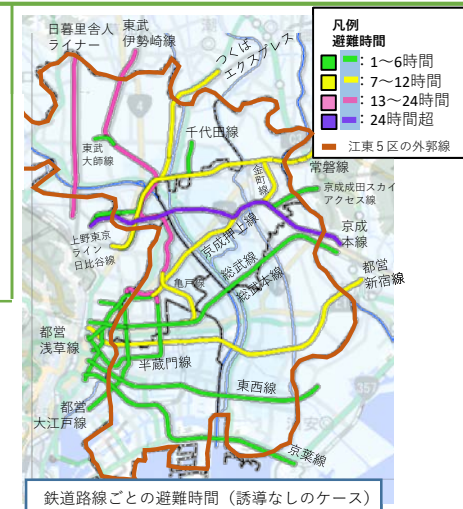 日暮里舎人
ライナー
東武
伊勢崎線
つくば
エクスプレス
凡例
避難時間
：1～6時間
：7～12時間
：13～24時間
：24時間超
江東５区の外郭線
4
千代田線
東武
大師線
金町線
常磐線
京成成田スカイ
アクセス線
京成押上線
京成
本線
上野東京
ライン
日比谷線
総武線
総武本線
亀戸線
都営
新宿線
都営
浅草線
半蔵門線
東西線
357
都営
大江戸線
京葉線
鉄道路線ごとの避難時間（誘導なしのケース）